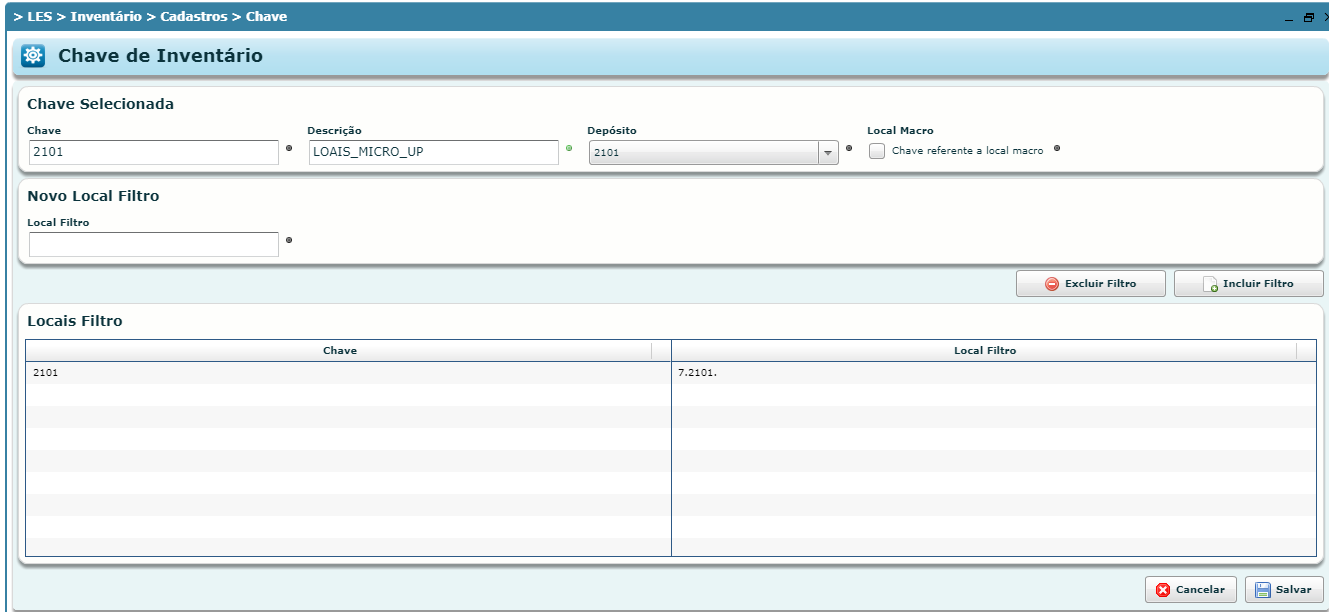 > LES > Inventário > Cadastros > Chave
Chave de Inventário
Chave Selecionada
Chave Descrição Depósito Local Macro
2101 LOAIS_MICRO_UP 2101 Chave referente a local macro
Novo Local Filtro
Local Filtro
Excluir Filtro Incluir Filtro
Locais Filtro
Chave Local Filtro
2101 7.2101.
Cancelar Salvar